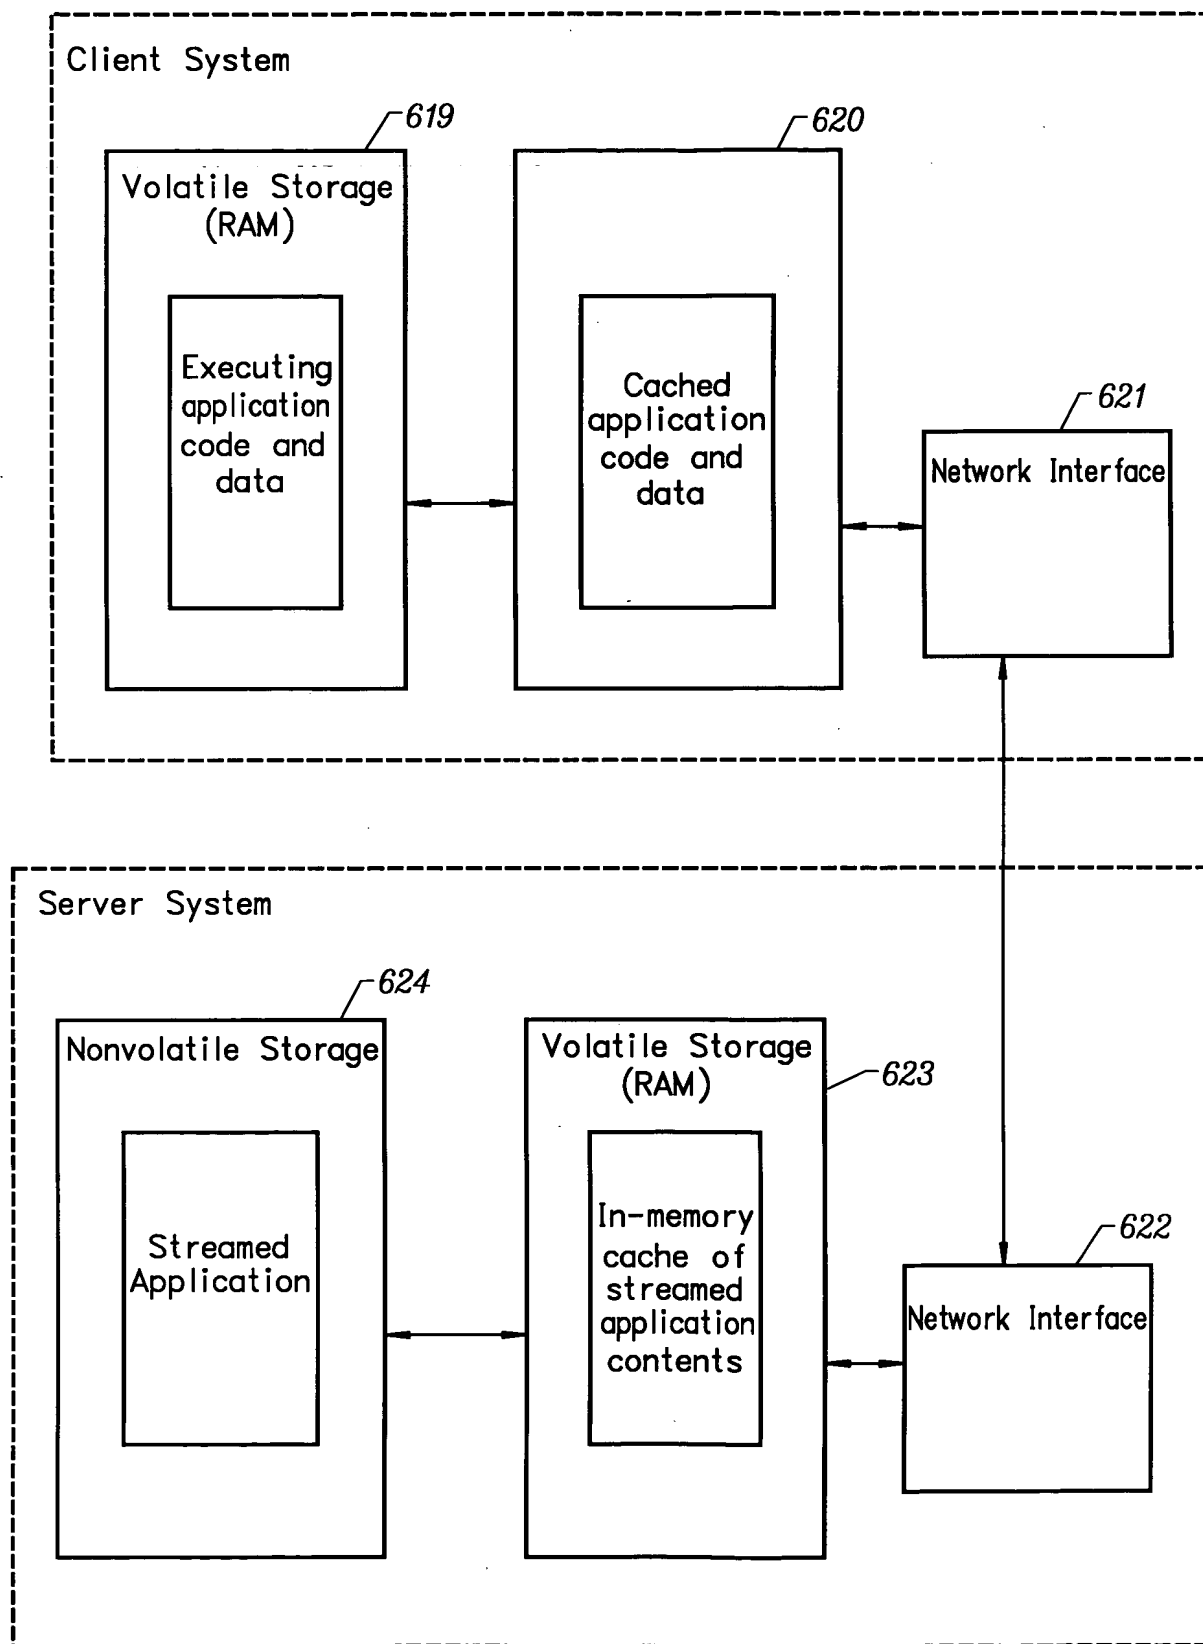 Client System
619
620
Volatile Storage
(RAM)
Executing
application
code and
data
Cached
application
code and
data
621
Network Interface
Server System
624
Nonvolatile Storage
Streamed
Application
Volatile Storage
(RAM)
623
In-memory
cache of
streamed
application
contents
622
Network Interface